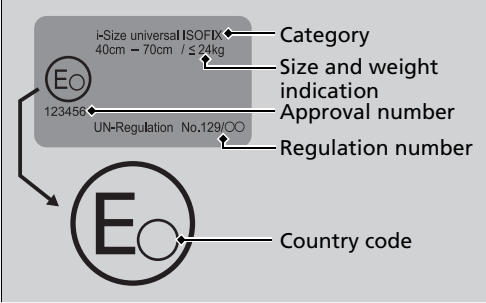 i-Size universal ISOFIX
40cm – 70cm / ≤ 24kg
E
123456
UN-Regulation No.129/○○
Category
Size and weight
indication
Approval number
Regulation number
E
Country code